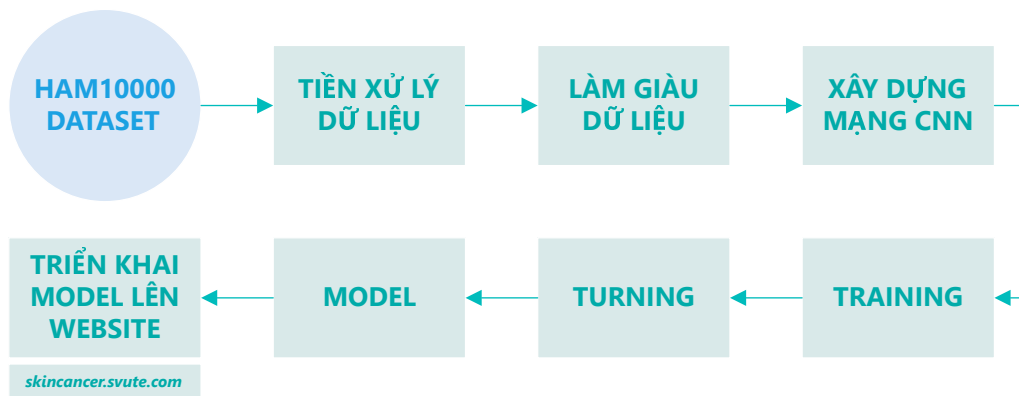 HAM10000
DATASET
TIỀN XỬ LÝ
DỮ LIỆU
LÀM GIÀU
DỮ LIỆU
XÂY DỰNG
MẠNG CNN
TRIỂN KHAI
MODEL LÊN
WEBSITE
MODEL
TURNING
TRAINING
skincancer.svute.com